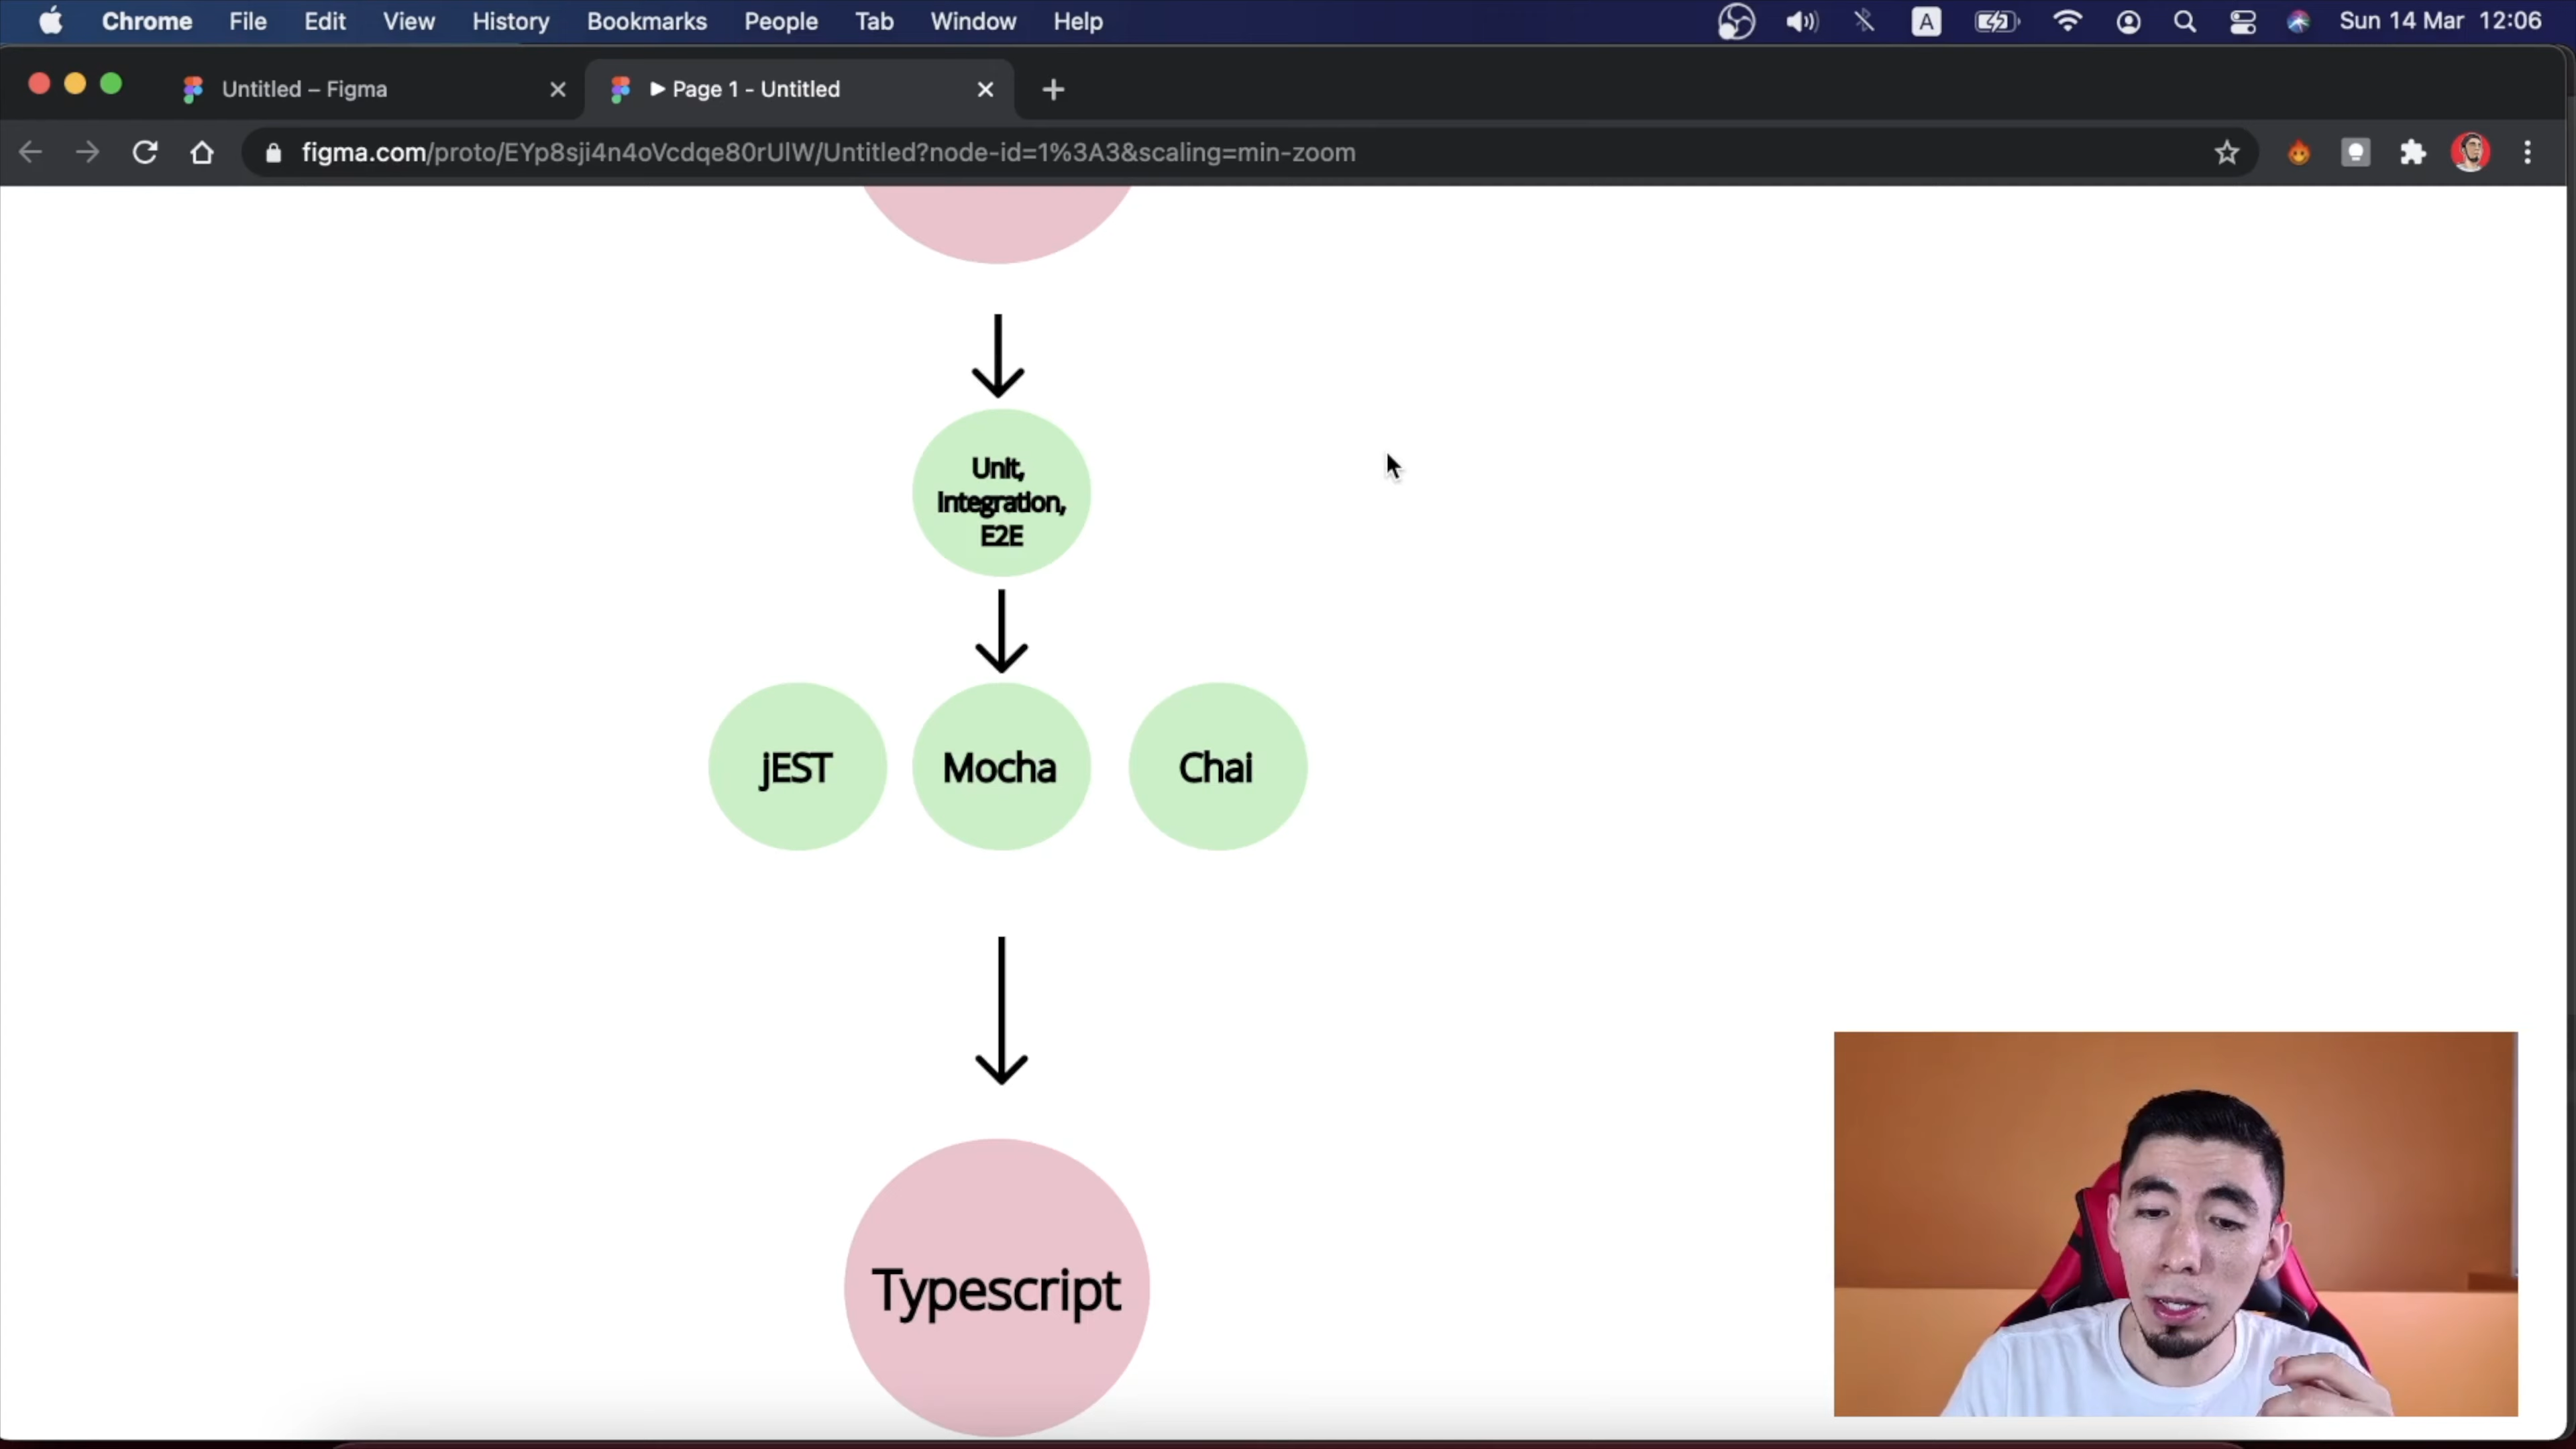 Chrome File Edit View History Bookmarks People Tab Window Help A Sun 14 Mar 12:06
Untitled – Figma Page 1 - Untitled
figma.com/proto/EYp8sji4n4oVcdqe80rUlW/Untitled?node-id=1%3A3&scaling=min-zoom
Unit,
Integration,
E2E
jEST Mocha Chai
Typescript